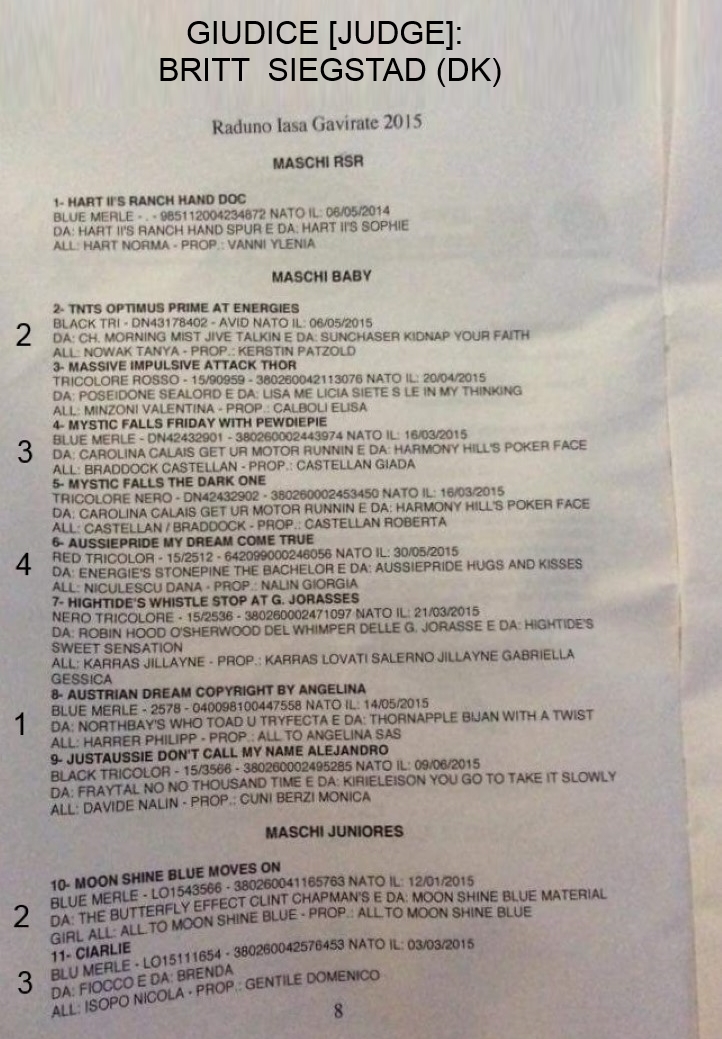 GIUDICE [JUDGE]:
BRITT SIEGSTAD (DK)
Raduno Iasa Gavirate 2015
MASCHI RSR
1- HART II'S RANCH HAND DOC
BLUE MERLE - . - 985112004234872 NATO IL: 06/05/2014
DA: HART II'S RANCH HAND SPUR E DA: HART II'S SOPHIE
ALL: HART NORMA - PROP.: VANNI YLENIA
MASCHI BABY
2- TNTS OPTIMUS PRIME AT ENERGIES
2 BLACK TRI - DN43178402 - AVID NATO IL: 06/05/2015
DA: CH. MORNING MIST JIVE TALKIN E DA: SUNCHASER KIDNAP YOUR FAITH
ALL: NOWAK TANYA - PROP.: KERSTIN PATZOLD
3- MASSIVE IMPULSIVE ATTACK THOR
TRICOLORE ROSSO - 15/90959 - 380260042113076 NATO IL: 20/04/2015
DA: POSEIDONE SEALORD E DA: LISA ME LICIA SIETE S LE IN MY THINKING
ALL: MINZONI VALENTINA - PROP.: CALBOLI ELISA
4- MYSTIC FALLS FRIDAY WITH PEWDIEPIE
BLUE MERLE - DN42432901 - 380260002443974 NATO IL: 16/03/2015
3 DA: CAROLINA CALAIS GET UR MOTOR RUNNIN E DA: HARMONY HILL'S POKER FACE
ALL: BRADDOCK CASTELLAN - PROP.: CASTELLAN GIADA
5- MYSTIC FALLS THE DARK ONE
TRICOLORE NERO - DN42432902 - 380260002453450 NATO IL: 16/03/2015
DA: CAROLINA CALAIS GET UR MOTOR RUNNIN E DA: HARMONY HILL'S POKER FACE
ALL: CASTELLAN / BRADDOCK - PROP.: CASTELLAN ROBERTA
6- AUSSIEPRIDE MY DREAM COME TRUE
RED TRICOLOR - 15/2512 - 642099000246056 NATO IL: 30/05/2015
4 DA: ENERGIE'S STONEPINE THE BACHELOR E DA: AUSSIEPRIDE HUGS AND KISSES
ALL: NICULESCU DANA - PROP.: NALIN GIORGIA
7- HIGHTIDE'S WHISTLE STOP AT G. JORASSES
NERO TRICOLORE - 15/2536 - 380260002471097 NATO IL: 21/03/2015
DA: ROBIN HOOD O'SHERWOOD DEL WHIMPER DELLE G. JORASSE E DA: HIGHTIDE'S
SWEET SENSATION
ALL: KARRAS JILLAYNE - PROP.: KARRAS LOVATI SALERNO JILLAYNE GABRIELLA
GESSICA
8- AUSTRIAN DREAM COPYRIGHT BY ANGELINA
BLUE MERLE - 2578 - 040098100447558 NATO IL: 14/05/2015
1 DA: NORTHBAY'S WHO TOAD U TRYFECTA E DA: THORNAPPLE BIJAN WITH A TWIST
ALL: HARRER PHILIPP - PROP.: ALL TO ANGELINA SAS
9- JUSTAUSSIE DON'T CALL MY NAME ALEJANDRO
BLACK TRICOLOR - 15/3566 - 380260002495285 NATO IL: 09/06/2015
DA: FRAYTAL NO NO THOUSAND TIME E DA: KIRIELEISON YOU GO TO TAKE IT SLOWLY
ALL: DAVIDE NALIN - PROP.: CUNI BERZI MONICA
MASCHI JUNIORES
10- MOON SHINE BLUE MOVES ON
BLUE MERLE - LO1543566 - 380260041165763 NATO IL: 12/01/2015
2 DA: THE BUTTERFLY EFFECT CLINT CHAPMAN'S E DA: MOON SHINE BLUE MATERIAL
GIRL ALL: ALL.TO MOON SHINE BLUE - PROP.: ALL.TO MOON SHINE BLUE
11- CIARLIE
BLU MERLE - LO15111654 - 380260042576453 NATO IL: 03/03/2015
3 DA: FIOCCO E DA: BRENDA
ALL: ISOPO NICOLA - PROP.: GENTILE DOMENICO
8